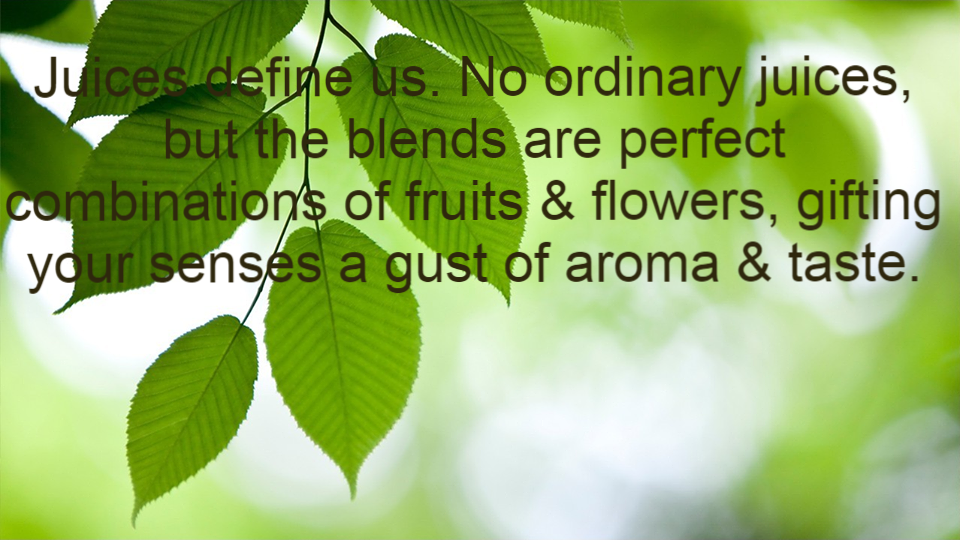 Juices define us. No ordinary juices,
but the blends are perfect
combinations of fruits & flowers, gifting
your senses a gust of aroma & taste.